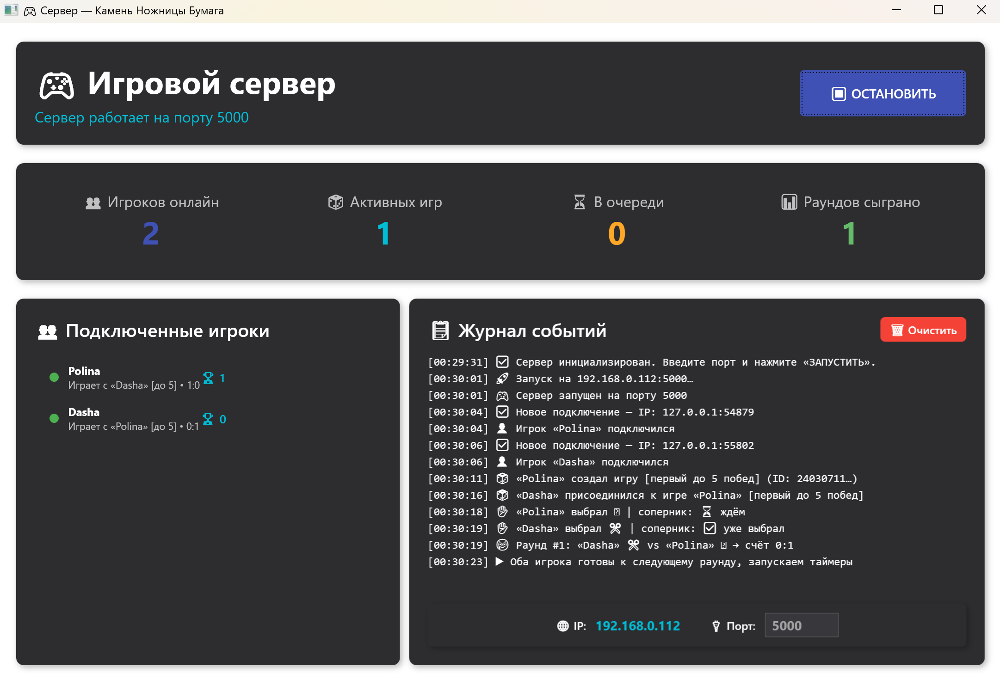 Сервер — Камень Ножницы Бумага
Игровой сервер
Сервер работает на порту 5000
ОСТАНОВИТЬ
Игроков онлайн
2
Активных игр
1
В очереди
0
Раундов сыграно
1
Подключенные игроки
Polina
Играет с «Dasha» [до 5] • 1:0
1
Dasha
Играет с «Polina» [до 5] • 0:1
0
Журнал событий
Очистить
[00:29:31] ☑ Сервер инициализирован. Введите порт и нажмите «ЗАПУСТИТЬ».
[00:30:01] 🚀 Запуск на 192.168.0.112:5000…
[00:30:01] 🎮 Сервер запущен на порту 5000
[00:30:04] ☑ Новое подключение — IP: 127.0.0.1:54879
[00:30:04] 👤 Игрок «Polina» подключился
[00:30:06] ☑ Новое подключение — IP: 127.0.0.1:55802
[00:30:06] 👤 Игрок «Dasha» подключился
[00:30:11] 🎲 «Polina» создал игру [первый до 5 побед] (ID: 24030711…)
[00:30:16] 🎲 «Dasha» присоединился к игре «Polina» [первый до 5 побед]
[00:30:18] ✋ «Polina» выбрал | соперник: ⏳ ждём
[00:30:19] ✋ «Dasha» выбрал ✂ | соперник: ☑ уже выбрал
[00:30:19] Раунд #1: «Dasha» ✂ vs «Polina» → счёт 0:1
[00:30:23] ▶ Оба игрока готовы к следующему раунду, запускаем таймеры
IP: 192.168.0.112
Порт: 5000